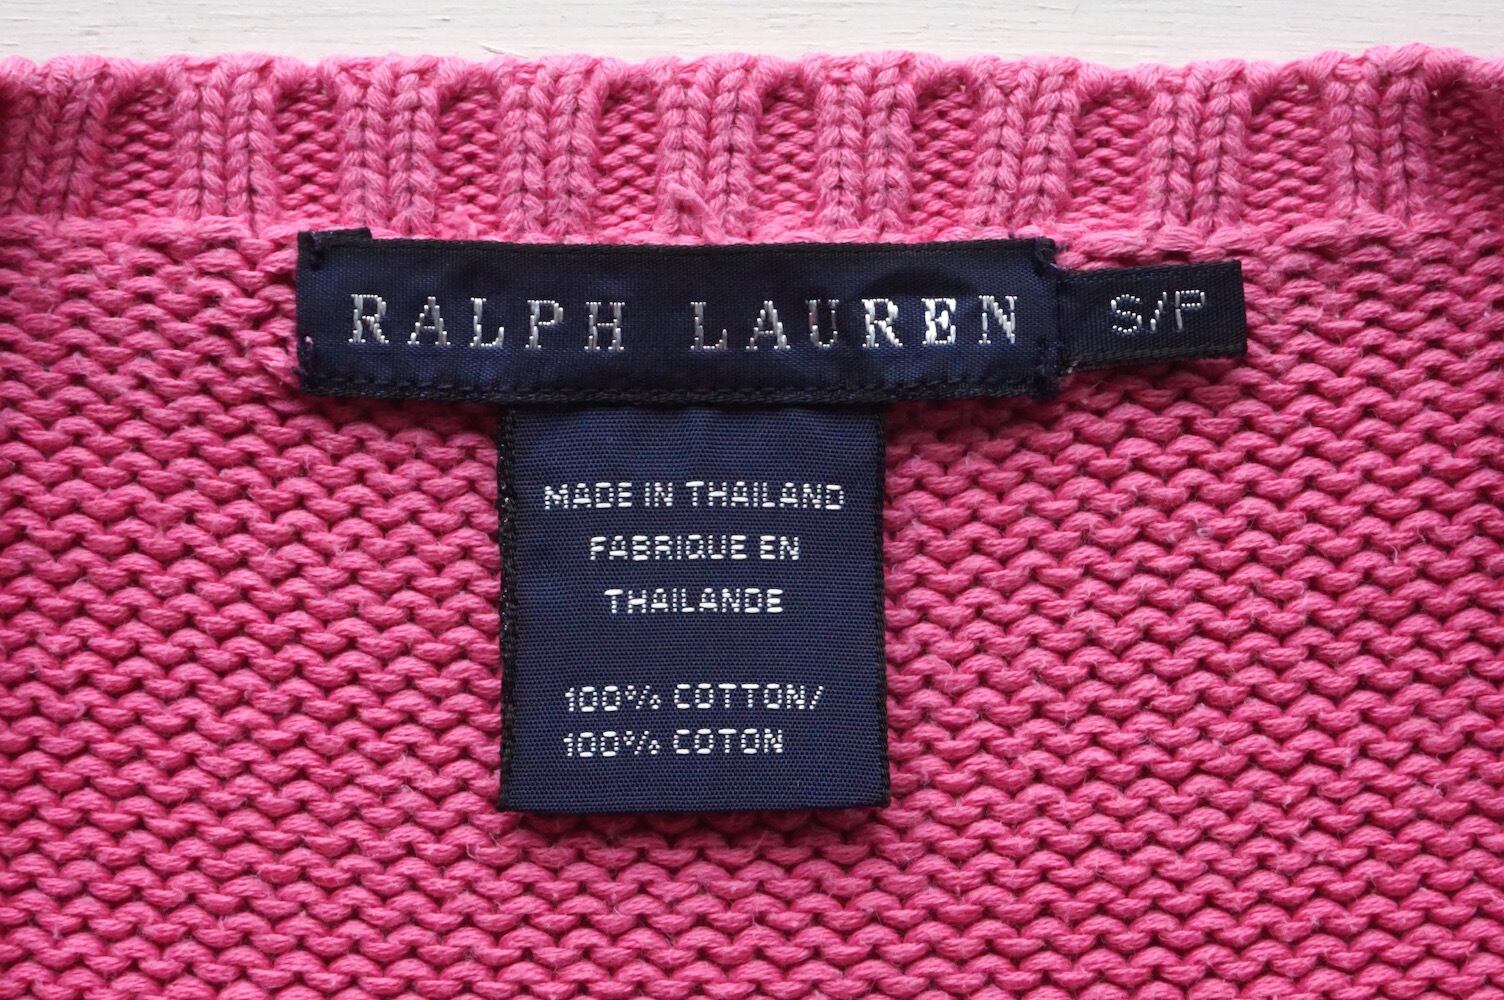 RALPH LAUREN
S/P
MADE IN THAILAND
FABRIQUE EN
THAILANDE
100% COTTON/
100% COTON